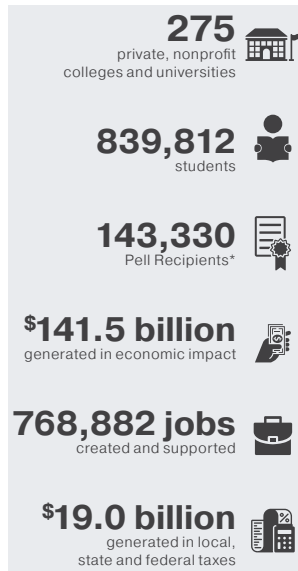 275
private, nonprofit
colleges and universities
839,812
students
143,330
Pell Recipients*
$141.5 billion
generated in economic impact
768,882 jobs
created and supported
$19.0 billion
generated in local,
state and federal taxes